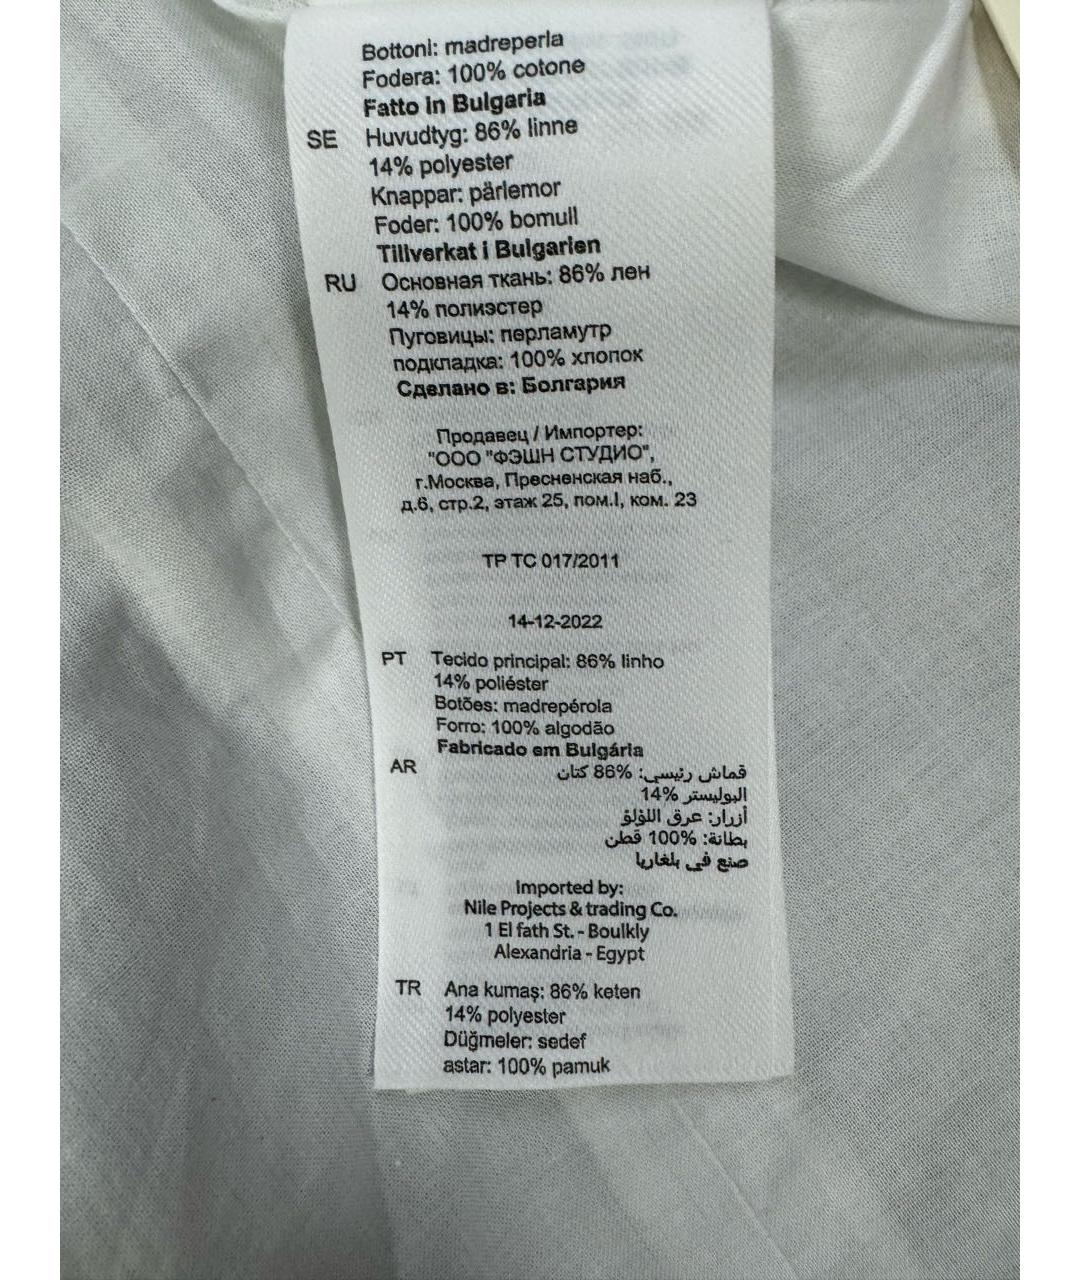 Bottoni: madreperla
Fodera: 100% cotone
Fatto in Bulgaria
SE Huvudtyg: 86% linne
14% polyester
Knappar: pärlemor
Foder: 100% bomull
Tillverkat i Bulgarien
RU Основная ткань: 86% лен
14% полиэстер
Пуговицы: перламутр
подкладка: 100% хлопок
Сделано в: Болгария
Продавец / Импортер:
"ООО "ФЭШН СТУДИО",
г.Москва, Пресненская наб.,
д.6, стр.2, этаж 25, пом.I, ком. 23
ТР ТС 017/2011
14-12-2022
PT Tecido principal: 86% linho
14% poliéster
Botões: madrepérola
Forro: 100% algodão
Fabricado em Bulgária
AR قماش رئيسي: %86 كتان
البوليستر %14
أزرار: عرق اللؤلؤ
بطانة: %100 قطن
صنع في بلغاريا
Imported by:
Nile Projects & trading Co.
1 El fath St. - Boulkly
Alexandria - Egypt
TR Ana kumaş: 86% keten
14% polyester
Düğmeler: sedef
astar: 100% pamuk